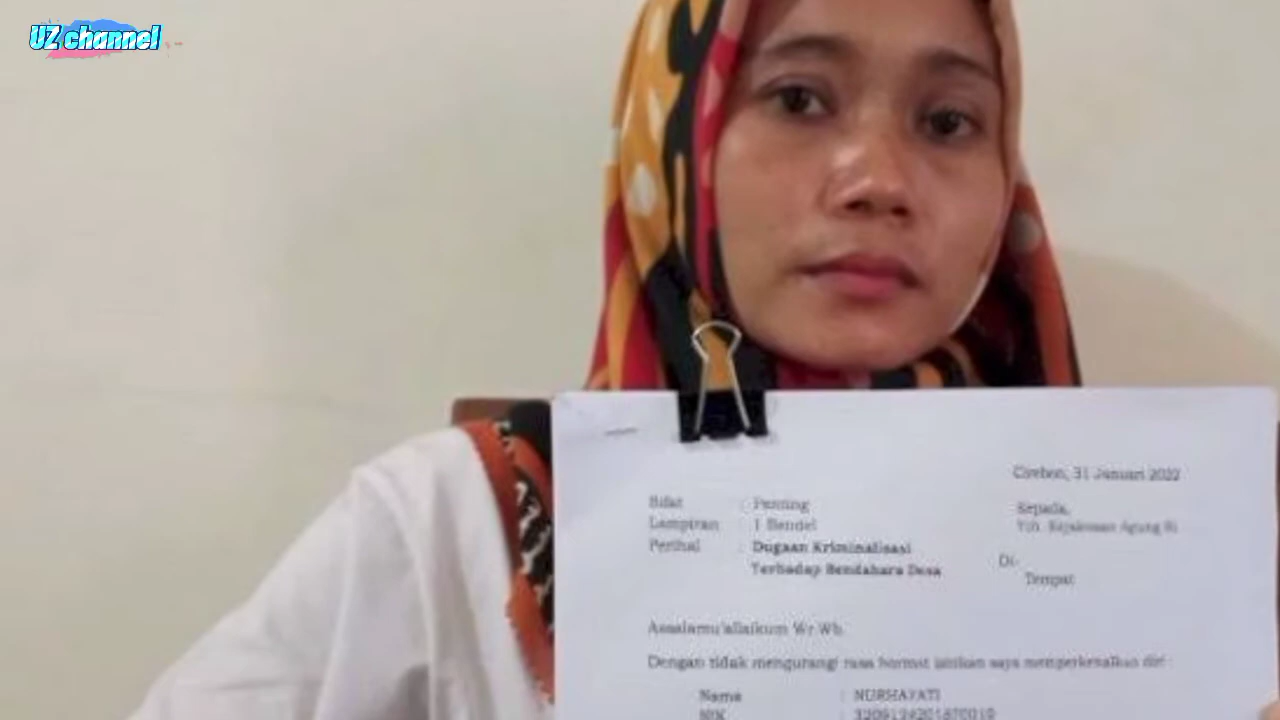 UZ channel
Cirebon, 31 Januari 2022
Sifat : Penting
Kepada,
Lampiran : 1 Bendel
Yth. Kejaksaan Agung RI
Perihal : Dugaan Kriminalisasi
Terhadap Bendahara Desa
Di-
Tempat
Assalamu'allaikum Wr Wb.
Dengan tidak mengurangi rasa hormat izinkan saya memperkenalkan diri
Nama : NURHAYATI
NIK :